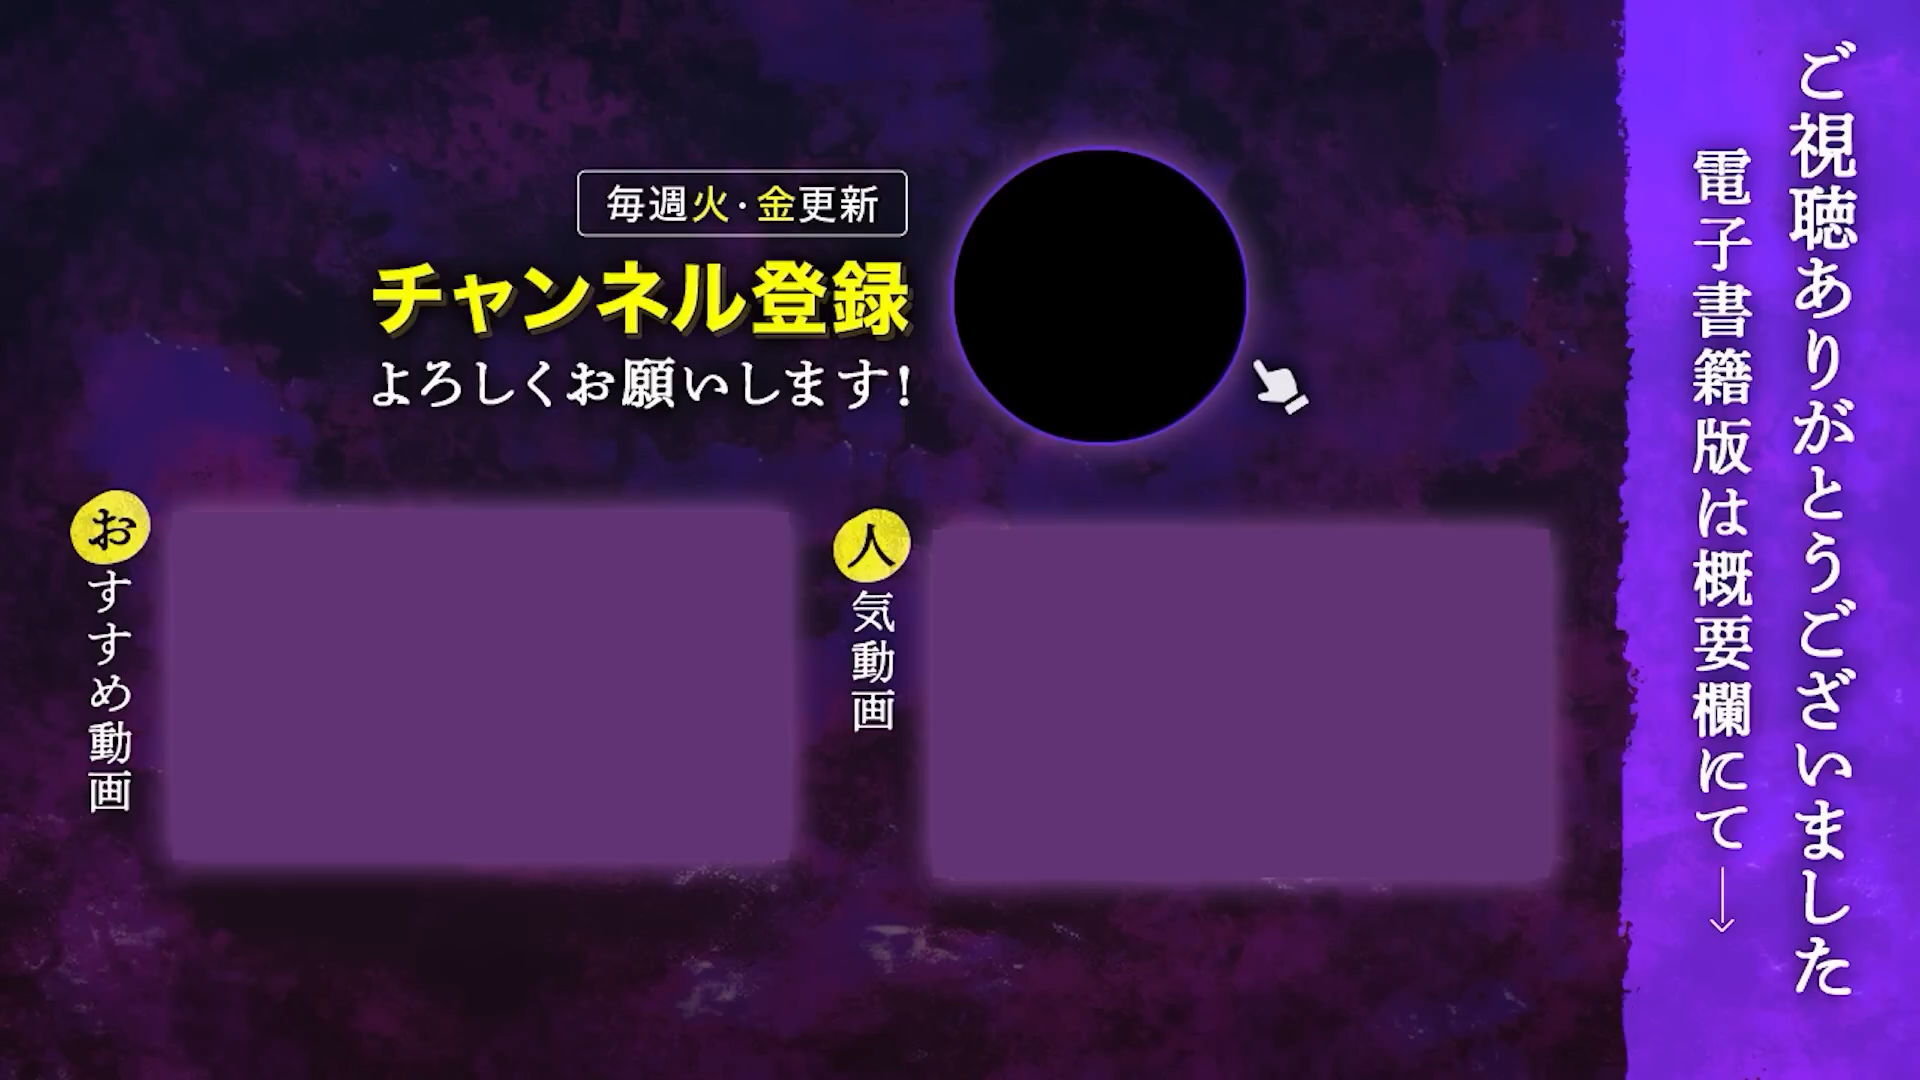 ご視聴ありがとうございました
電子書籍版は概要欄にて→
毎週火・金更新
チャンネル登録
よろしくお願いします!
おすすめ動画
人気動画